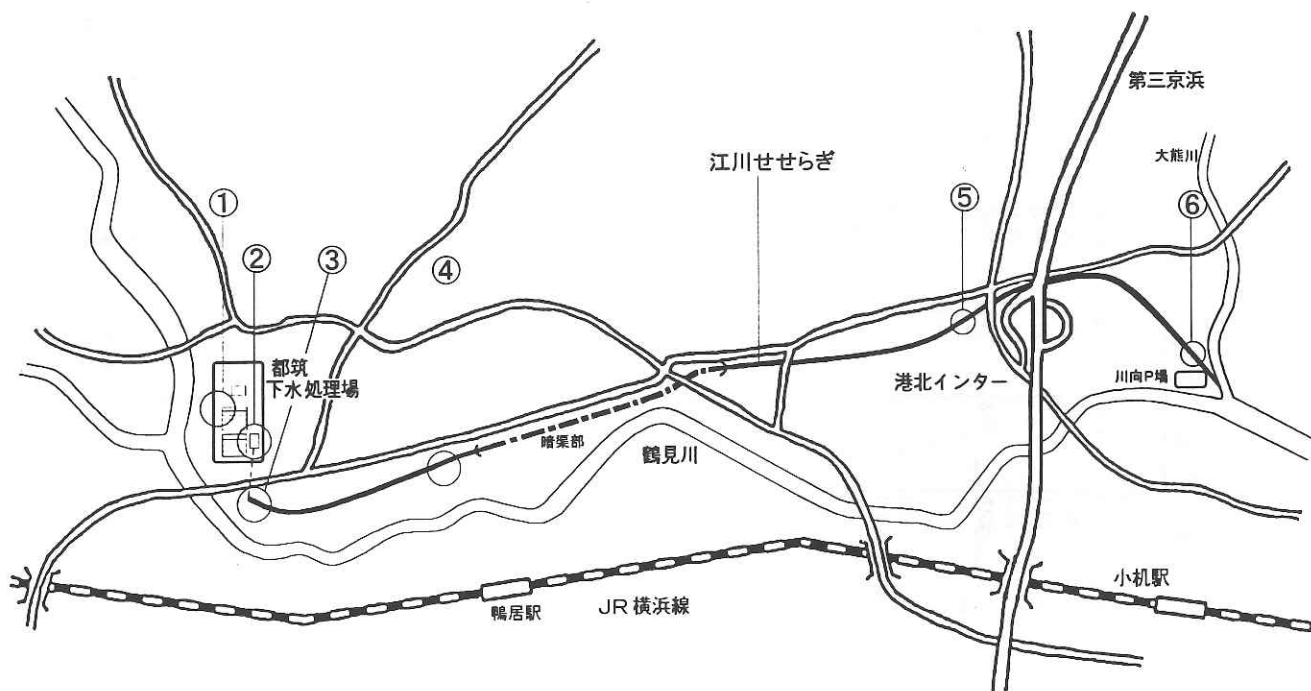 第三京浜
大熊川
江川せせらぎ
①
②
③
④
⑤
⑥
都筑
下水処理場
港北インター
川向P場
暗渠部
鶴見川
鴨居駅
JR横浜線
小机駅